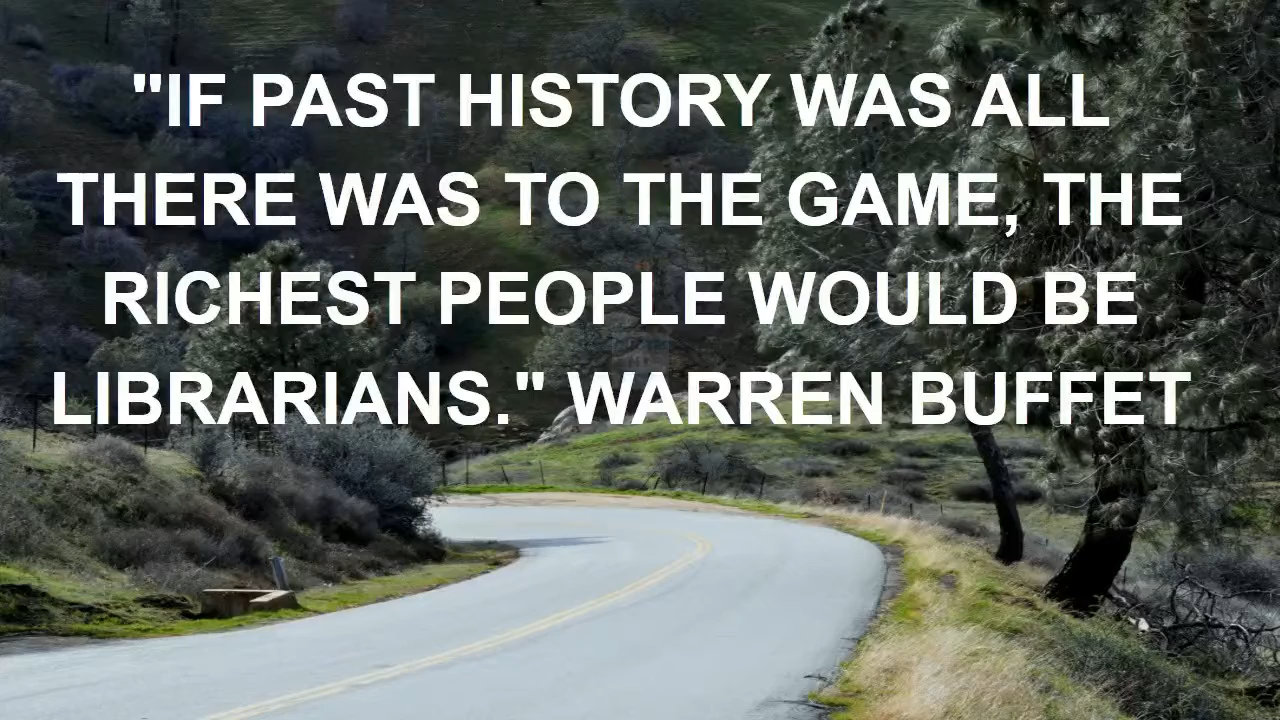 "IF PAST HISTORY WAS ALL
THERE WAS TO THE GAME, THE
RICHEST PEOPLE WOULD BE
LIBRARIANS." WARREN BUFFET